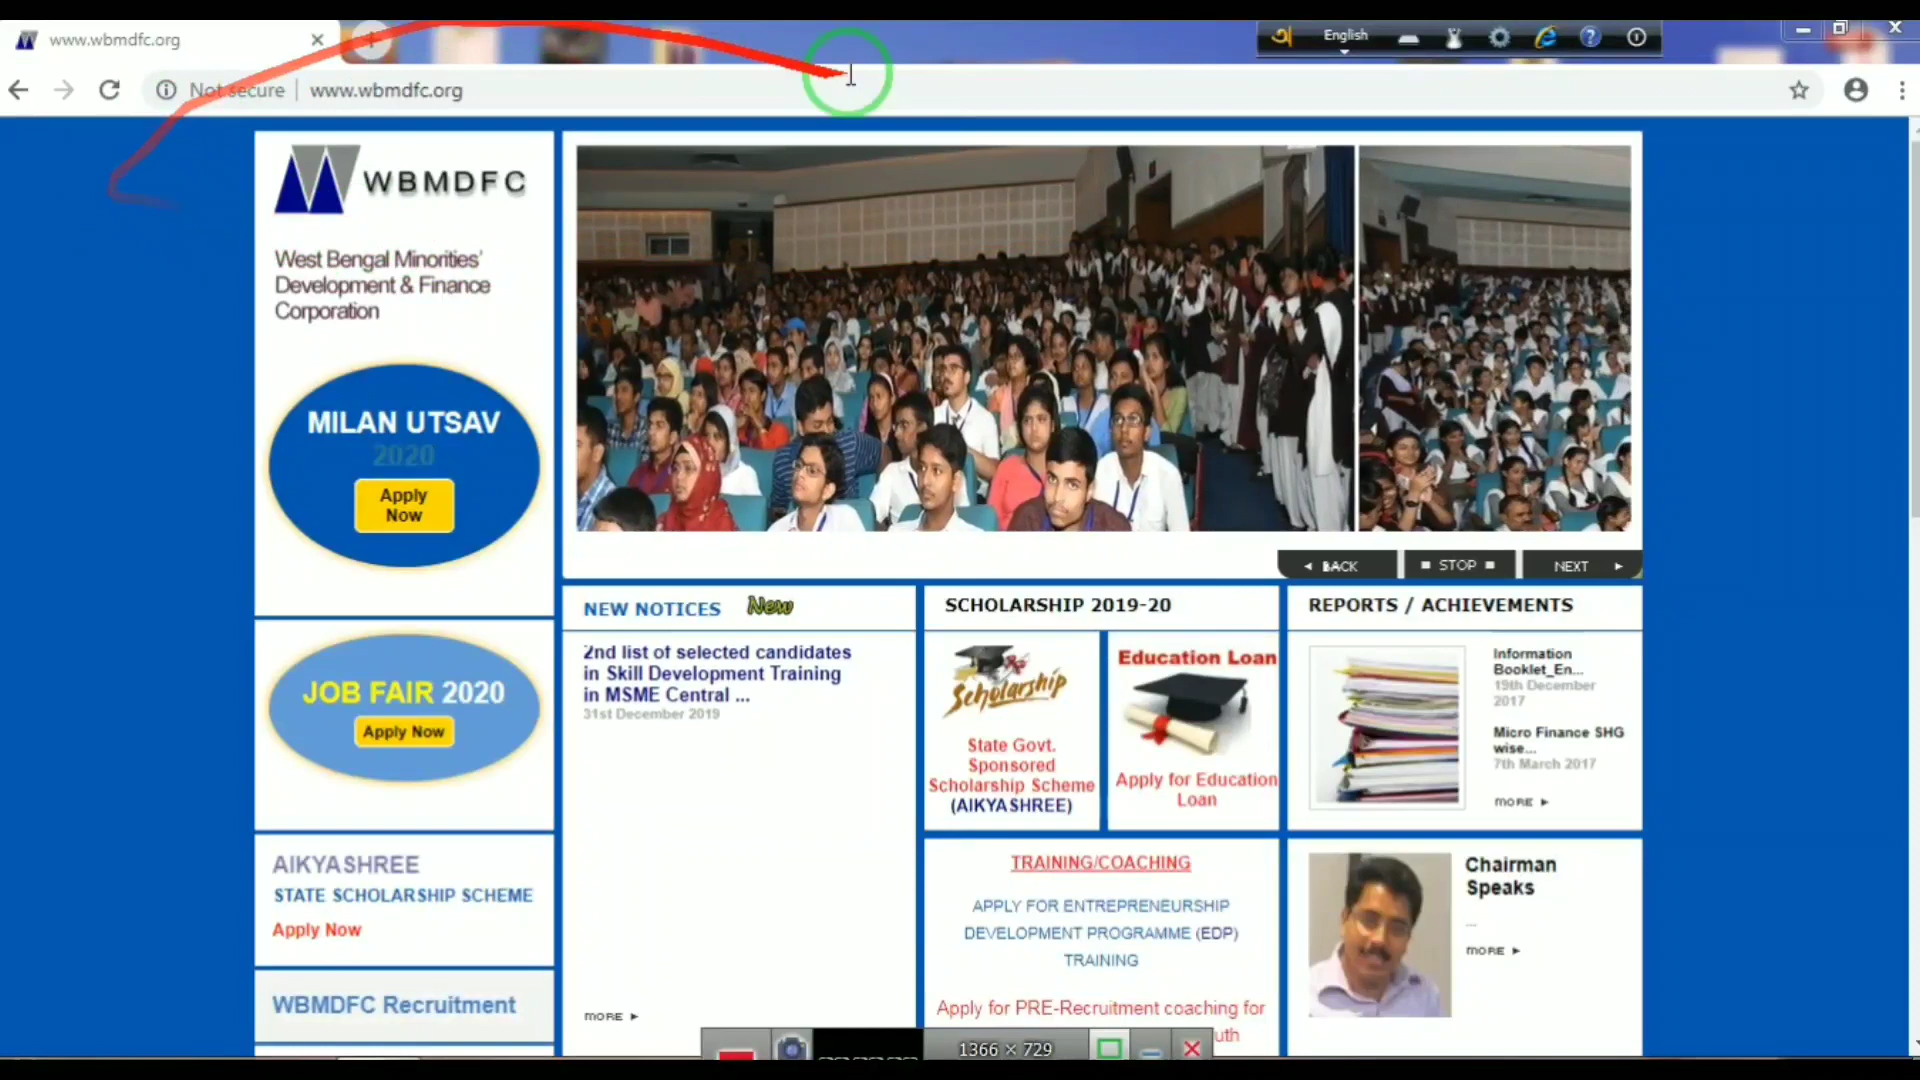 www.wbmdfc.org
English
Not secure
www.wbmdfc.org
WBMDFC
West Bengal Minorities'
Development & Finance
Corporation
MILAN UTSAV
2020
Apply
Now
JOB FAIR 2020
Apply Now
AIKYASHREE
STATE SCHOLARSHIP SCHEME
Apply Now
WBMDFC Recruitment
BACK
STOP
NEXT
NEW NOTICES
New
2nd list of selected candidates
in Skill Development Training
in MSME Central ...
31st December 2019
MORE
SCHOLARSHIP 2019-20
Scholarship
State Govt.
Sponsored
Scholarship Scheme
(AIKYASHREE)
Education Loan
Apply for Education
Loan
TRAINING/COACHING
APPLY FOR ENTREPRENEURSHIP
DEVELOPMENT PROGRAMME (EDP)
TRAINING
Apply for PRE-Recruitment coaching for
uth
REPORTS / ACHIEVEMENTS
Information
Booklet_En...
19th December
2017
Micro Finance SHG
wise...
7th March 2017
MORE
Chairman
Speaks
...
MORE
1366 × 729